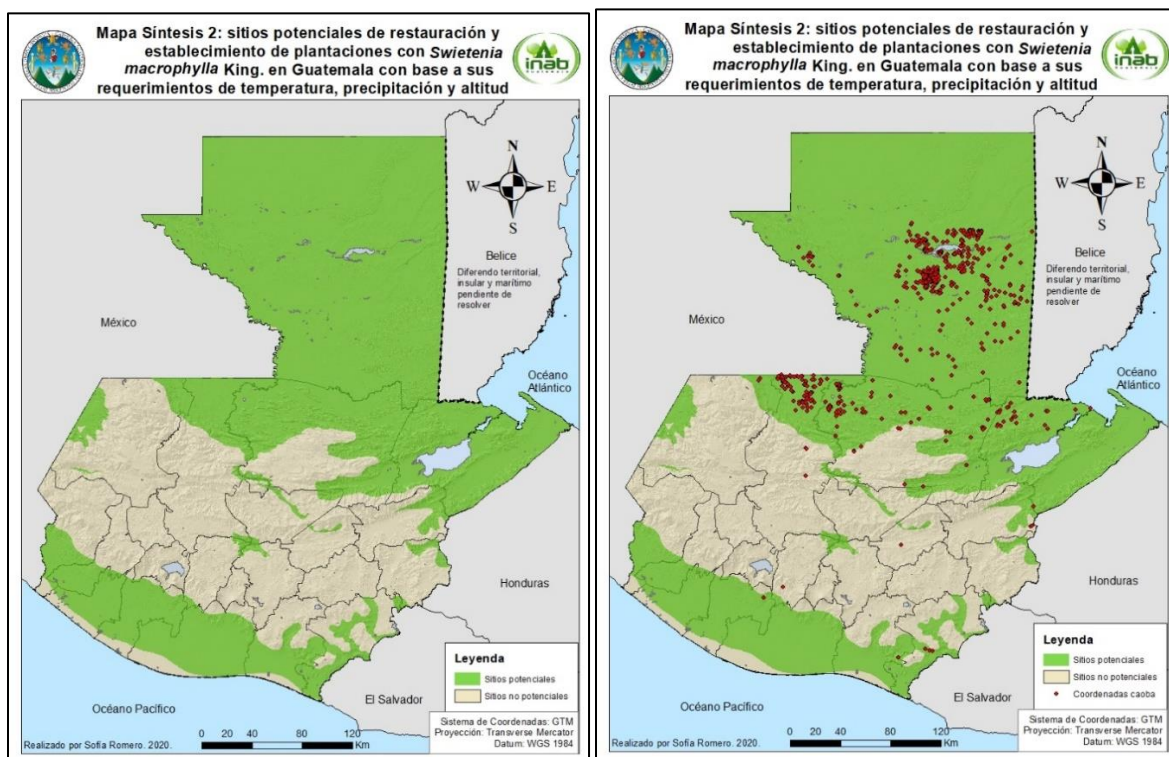 Mapa Síntesis 2: sitios potenciales de restauración y
establecimiento de plantaciones con Swietenia
macrophylla King. en Guatemala con base a sus
requerimientos de temperatura, precipitación y altitud
inab
N
W
E
S
Belice
Diferendo territorial,
insular y marítimo
pendiente de
resolver
México
Océano
Atlántico
Honduras
Leyenda
Sitios potenciales
Sitios no potenciales
El Salvador
Océano Pacífico
Sistema de Coordenadas: GTM
Proyección: Transverse Mercator
Datum: WGS 1984
Realizado por Sofía Romero. 2020.
0 20 40 80 120
Km
Mapa Síntesis 2: sitios potenciales de restauración y
establecimiento de plantaciones con Swietenia
macrophylla King. en Guatemala con base a sus
requerimientos de temperatura, precipitación y altitud
inab
N
W
E
S
Belice
Diferendo territorial,
insular y marítimo
pendiente de
resolver
México
Océano
Atlántico
Honduras
Leyenda
Sitios potenciales
Sitios no potenciales
Coordenadas caoba
El Salvador
Océano Pacífico
Sistema de Coordenadas: GTM
Proyección: Transverse Mercator
Datum: WGS 1984
Realizado por Sofía Romero. 2020.
0 20 40 80 120
Km